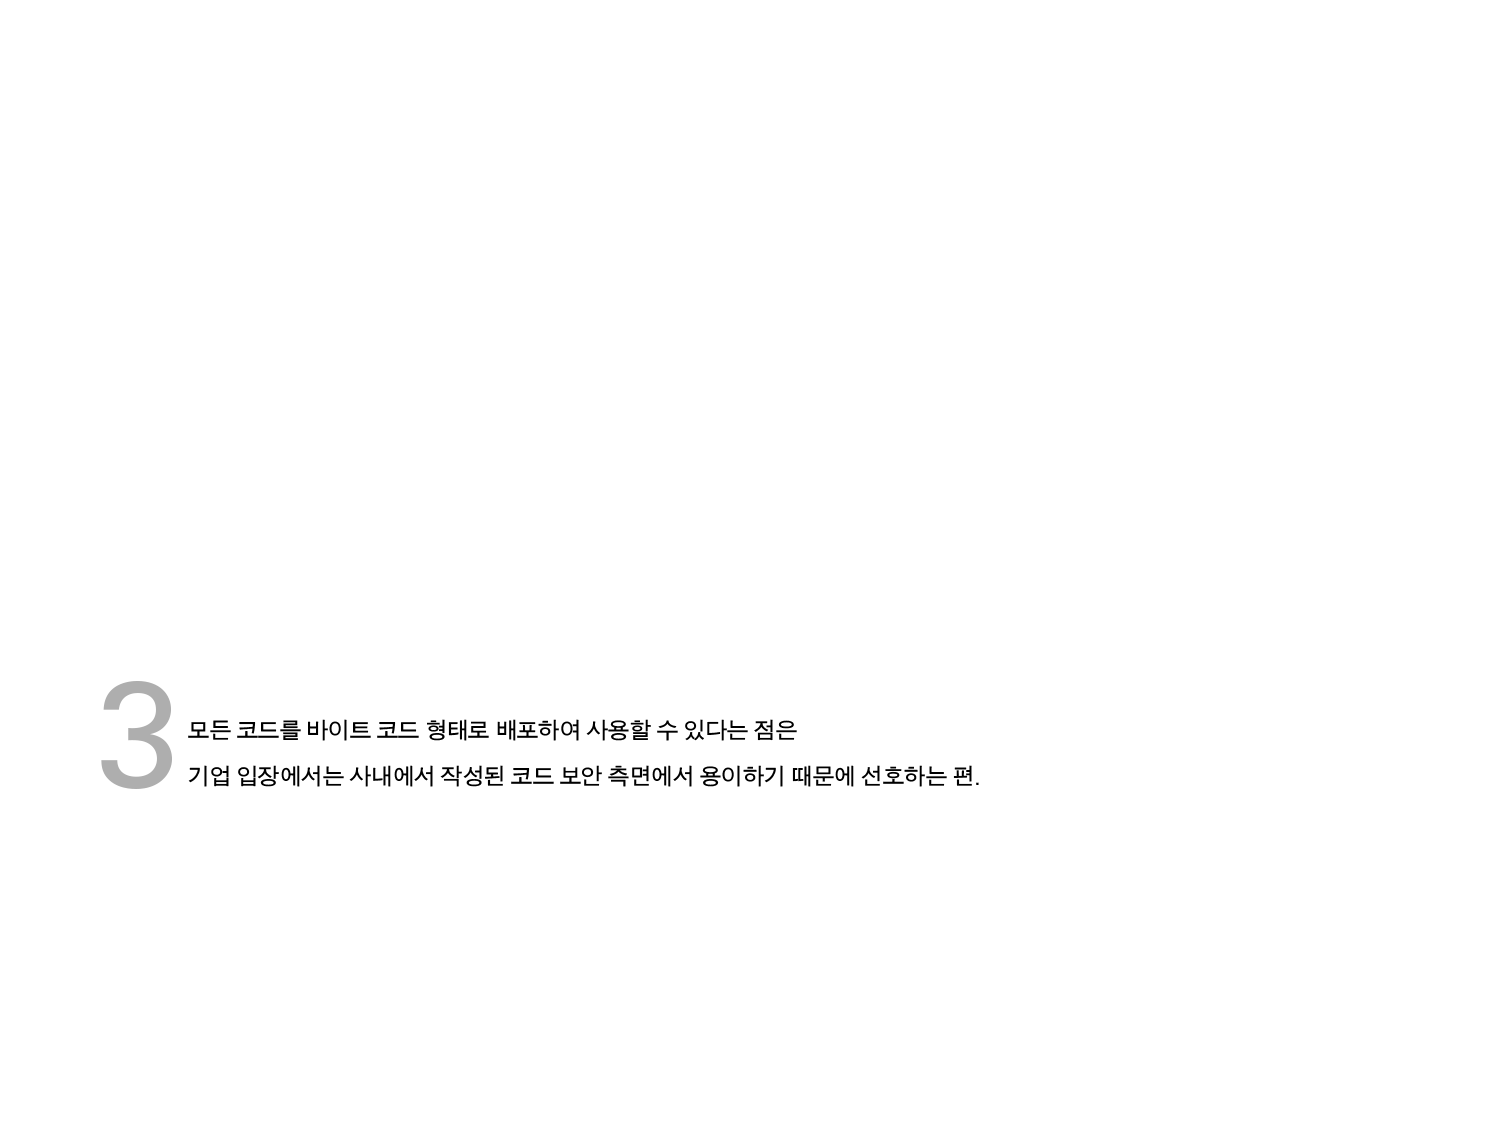 3
모든 코드를 바이트 코드 형태로 배포하여 사용할 수 있다는 점은
기업 입장에서는 사내에서 작성된 코드 보안 측면에서 용이하기 때문에 선호하는 편.